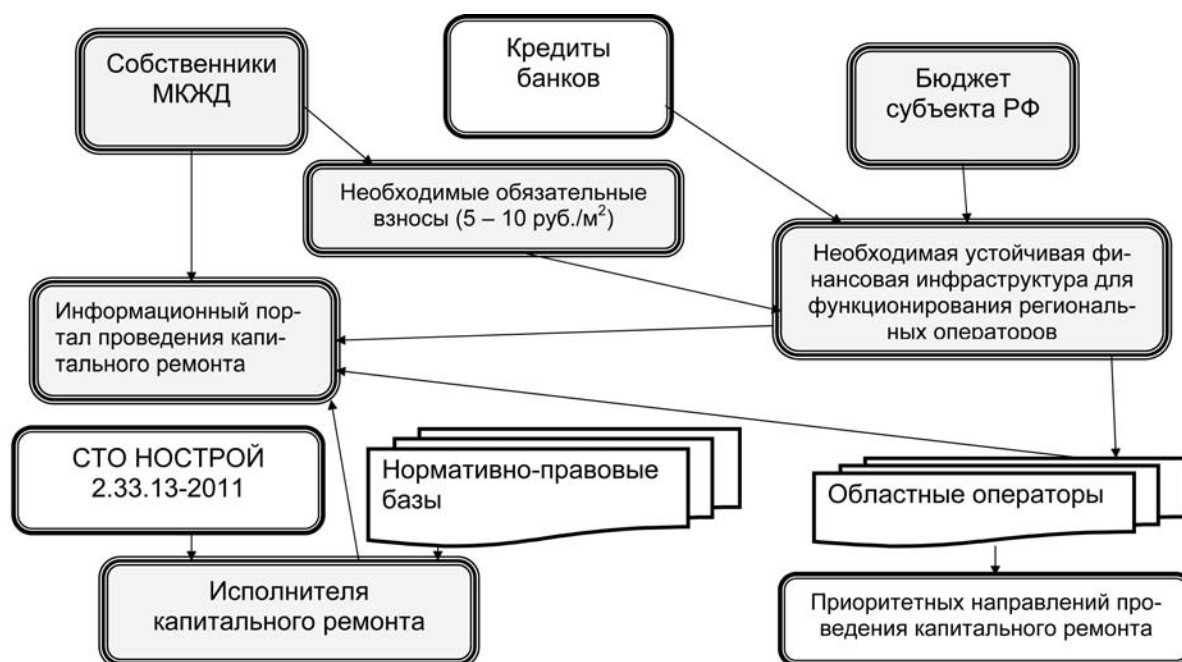 Собственники
МКЖД
Кредиты
банков
Бюджет
субъекта РФ
Необходимые обязательные
взносы (5 – 10 руб./м²)
Необходимая устойчивая фи-
нансовая инфраструктура для
функционирования региональ-
ных операторов
Информационный пор-
тал проведения капи-
тального ремонта
СТО НОСТРОЙ
2.33.13-2011
Нормативно-правовые
базы
Областные операторы
Исполнителя
капитального ремонта
Приоритетных направлений про-
ведения капитального ремонта